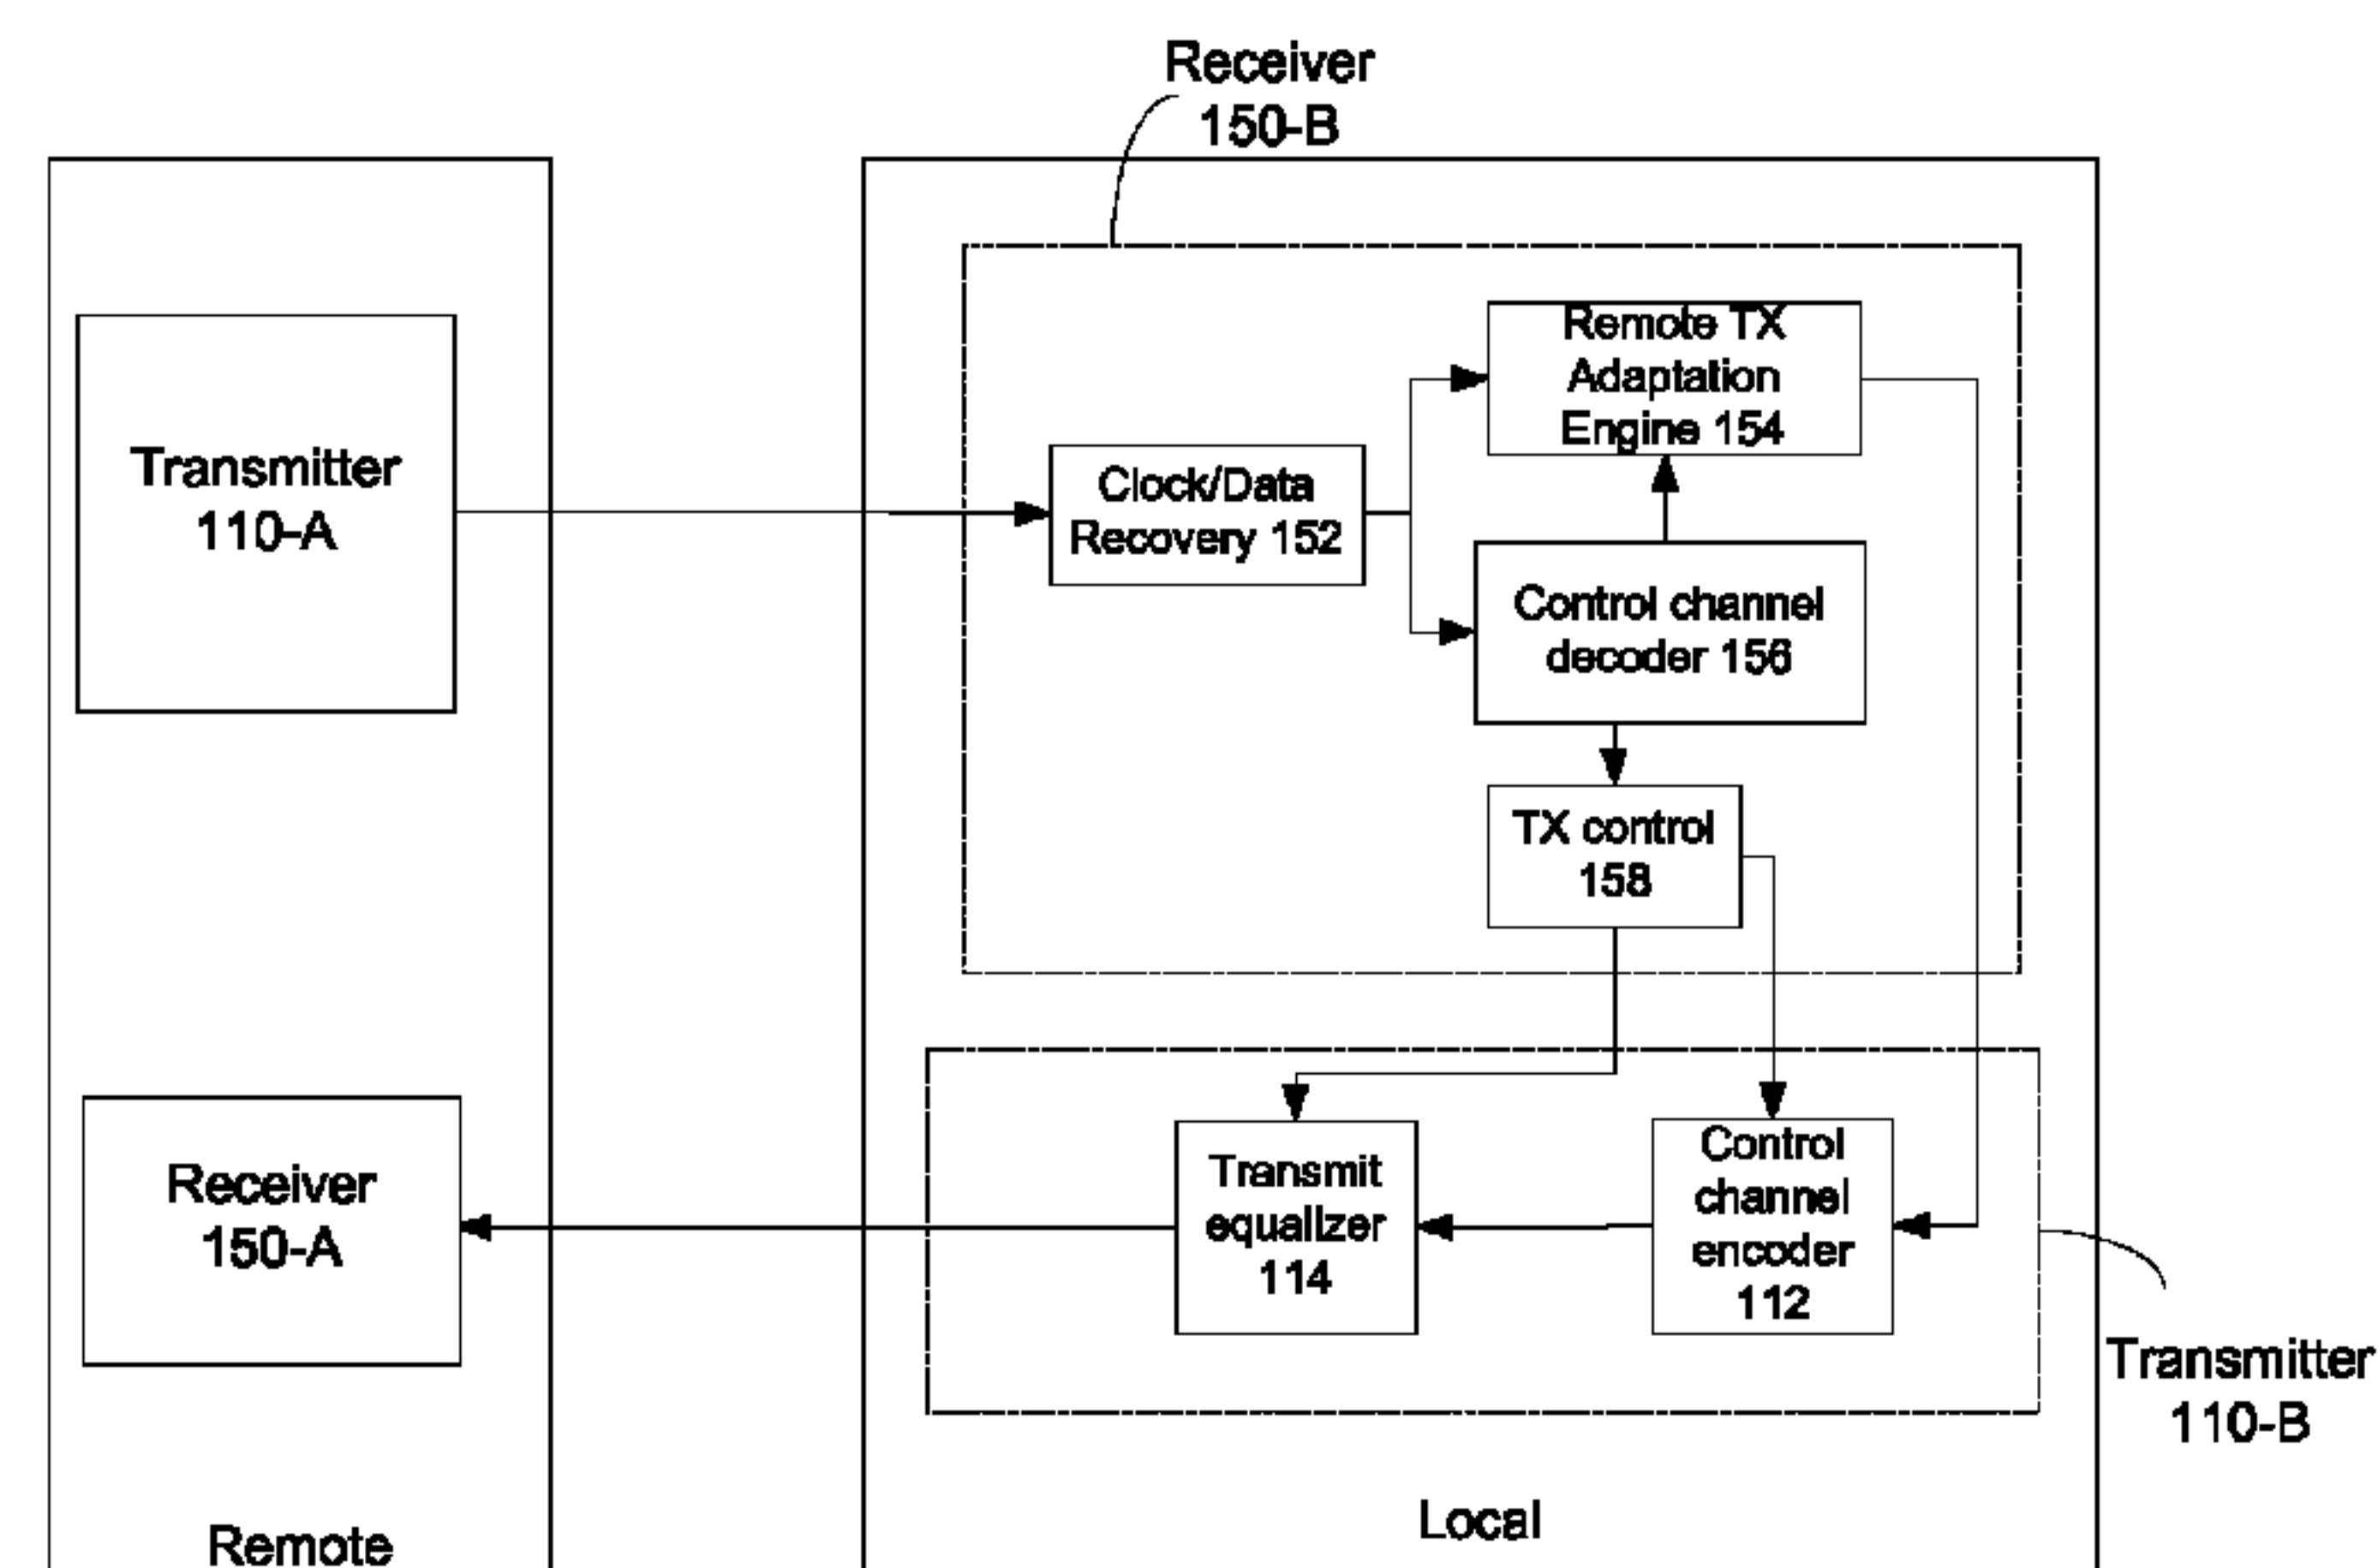 Receiver
150-B
Remote TX
Adaptation
Engine 154
Transmitter
110-A
Clock/Data
Recovery 152
Control channel
decoder 156
TX control
158
Receiver
150-A
Transmit
equalizer
114
Control
channel
encoder
112
Transmitter
110-B
Local
Remote